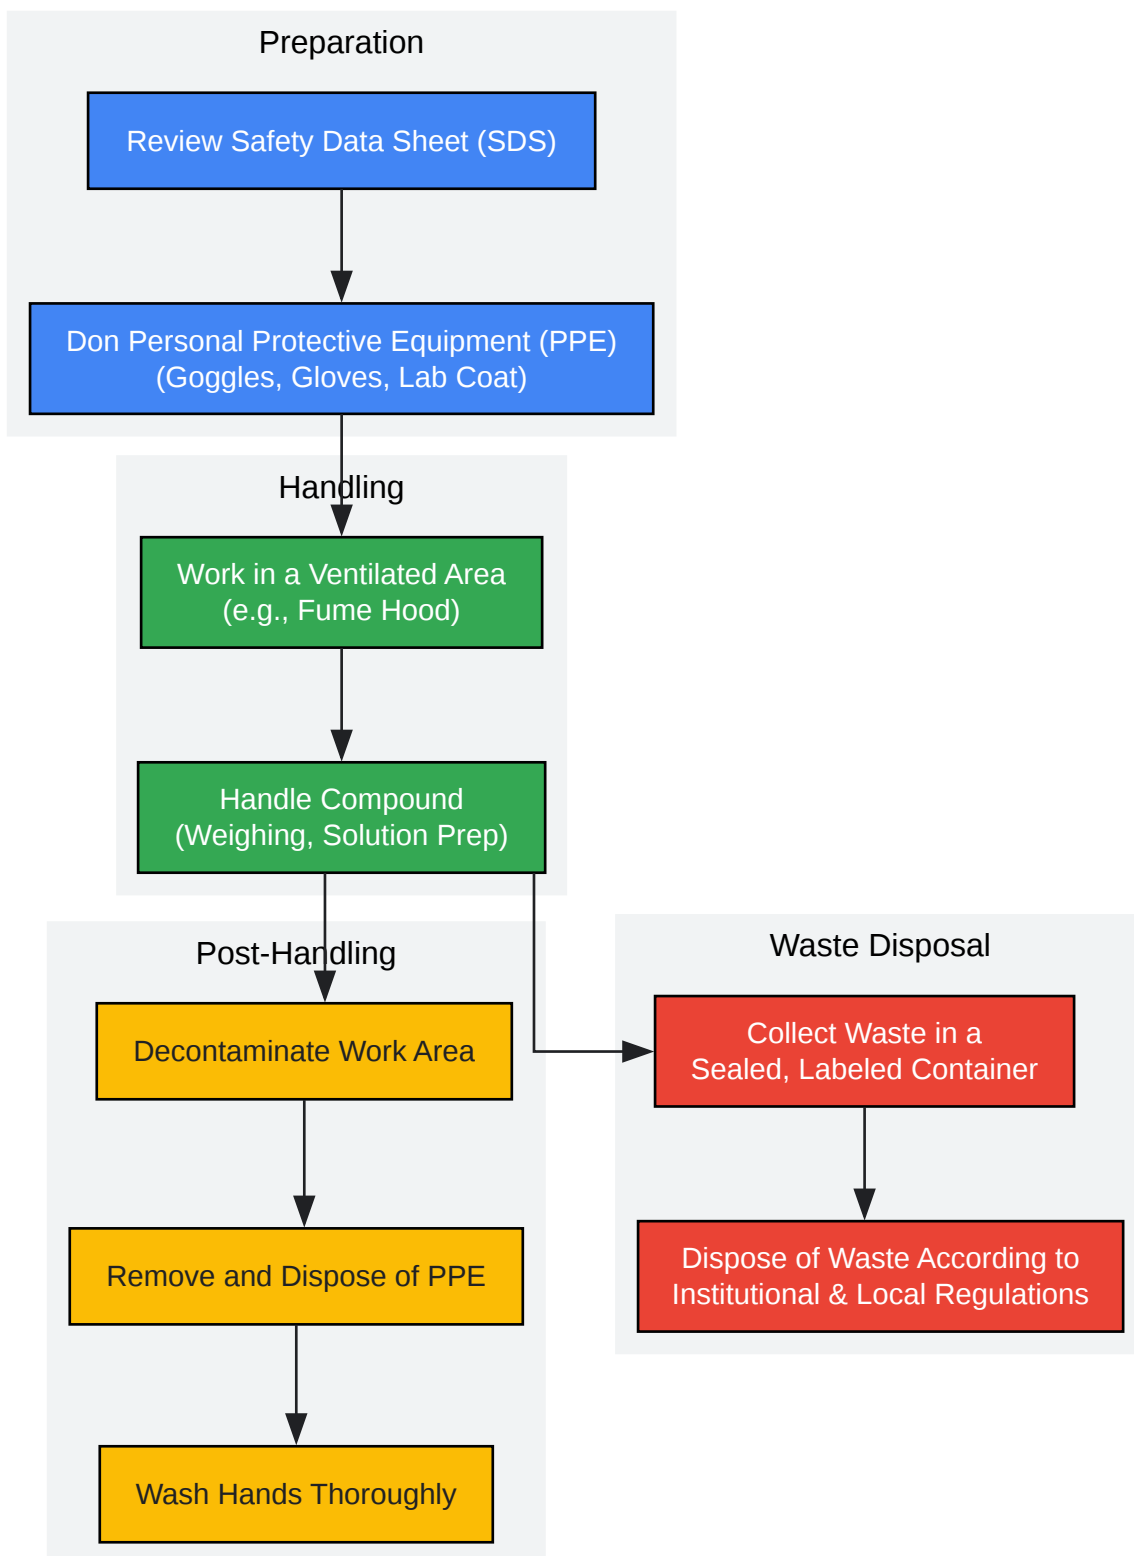 Preparation
Review Safety Data Sheet (SDS)
Don Personal Protective Equipment (PPE)
(Goggles, Gloves, Lab Coat)
Handling
Work in a Ventilated Area
(e.g., Fume Hood)
Handle Compound
(Weighing, Solution Prep)
Post-Handling
Decontaminate Work Area
Remove and Dispose of PPE
Wash Hands Thoroughly
Waste Disposal
Collect Waste in a
Sealed, Labeled Container
Dispose of Waste According to
Institutional & Local Regulations